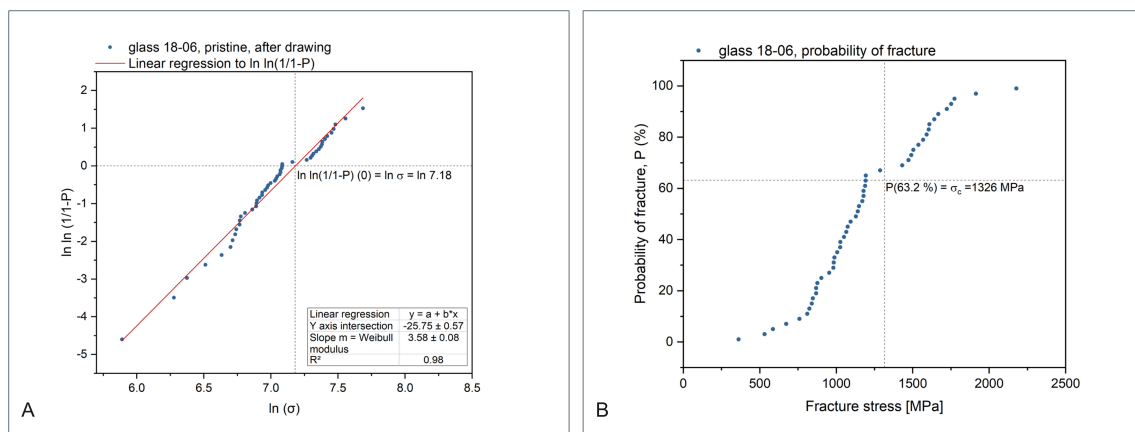 glass 18-06, pristine, after drawing
Linear regression to ln ln(1/1-P)
2
1
0
-1
-2
-3
-4
-5
ln ln (1/1-P)
ln ln(1/1-P) (0) = ln σ = ln 7.18
Linear regression y = a + b*x
Y axis intersection -25.75 ± 0.57
Slope m = Weibull modulus 3.58 ± 0.08
R² 0.98
6.0 6.5 7.0 7.5 8.0 8.5
ln (σ)
A
glass 18-06, probability of fracture
100
80
60
40
20
0
Probability of fracture, P (%)
P(63.2 %) = σc =1326 MPa
0 500 1000 1500 2000 2500
Fracture stress [MPa]
B